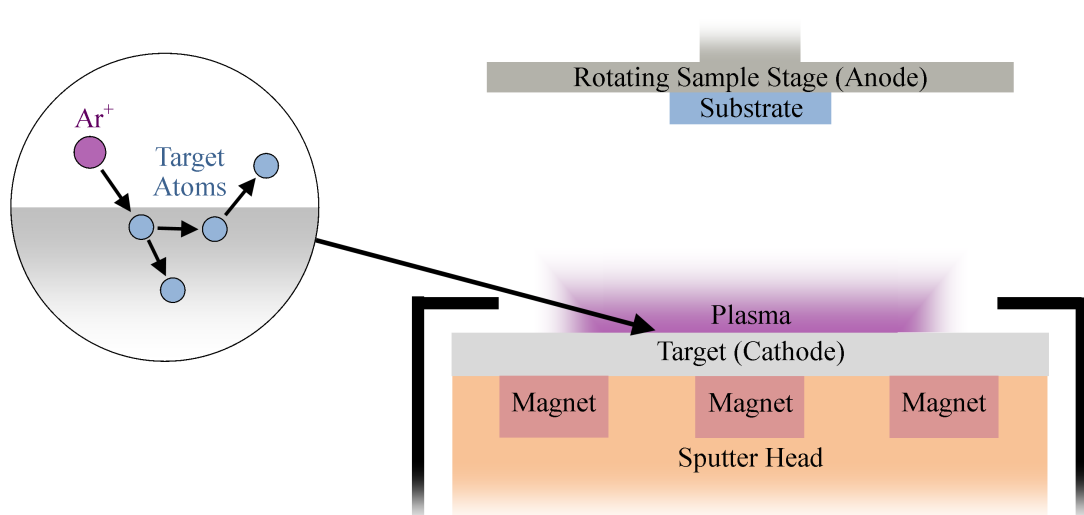 Ar+
Target
Atoms
Rotating Sample Stage (Anode)
Substrate
Plasma
Target (Cathode)
Magnet
Magnet
Magnet
Sputter Head